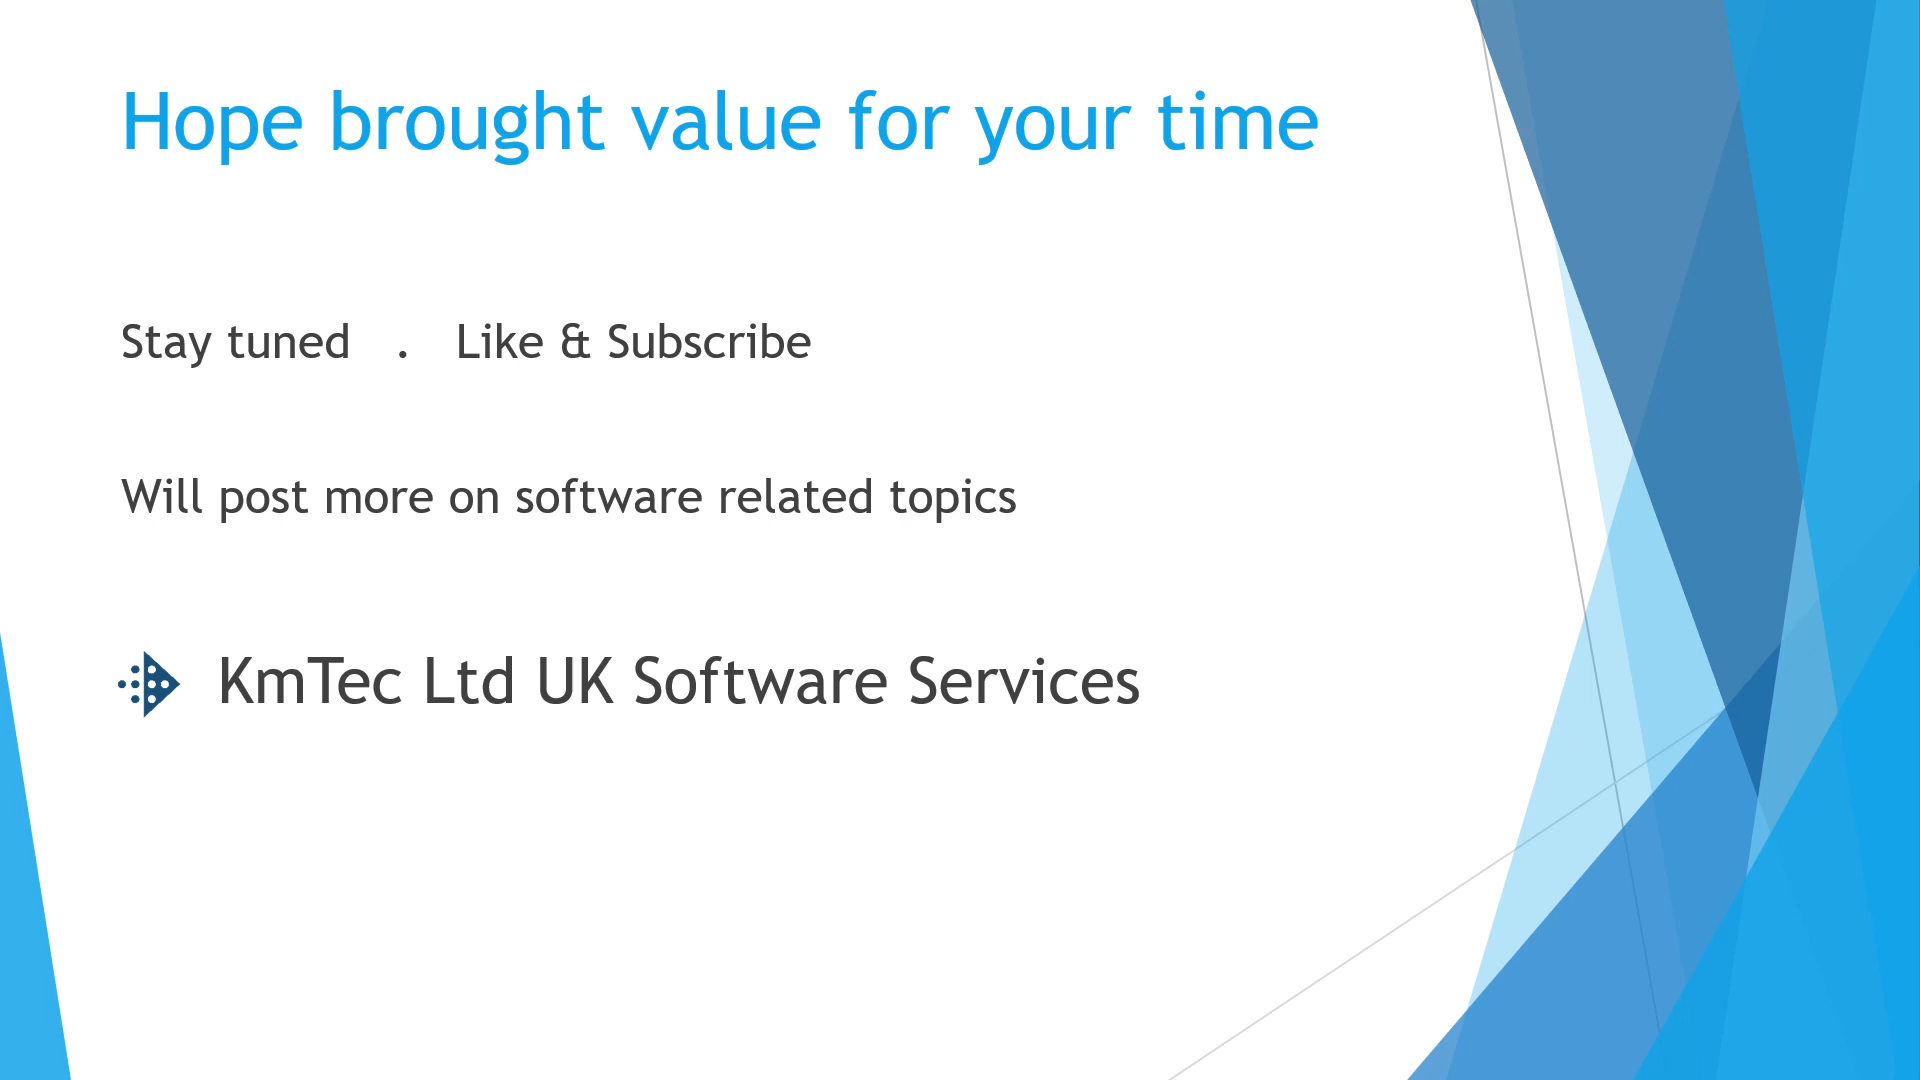 Hope brought value for your time
Stay tuned . Like & Subscribe
Will post more on software related topics
KmTec Ltd UK Software Services